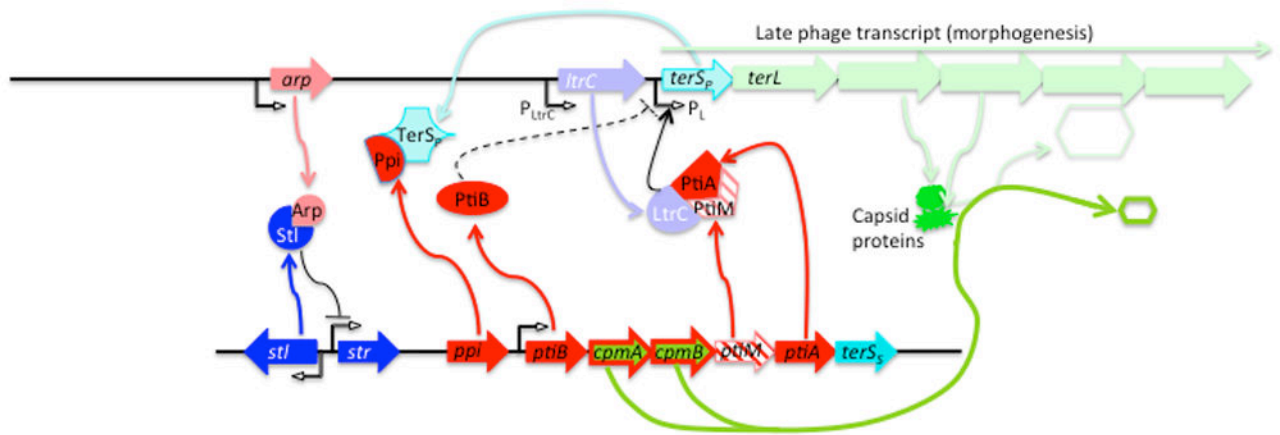 Late phage transcript (morphogenesis)
arp
ltrC
terSP
terL
PLtrC
PL
TerSP
Ppi
PtiB
PtiA
PtiM
LtrC
Arp
Stl
Capsid
proteins
stl
str
ppi
ptiB
cpmA
cpmB
ptiM
ptiA
terSS